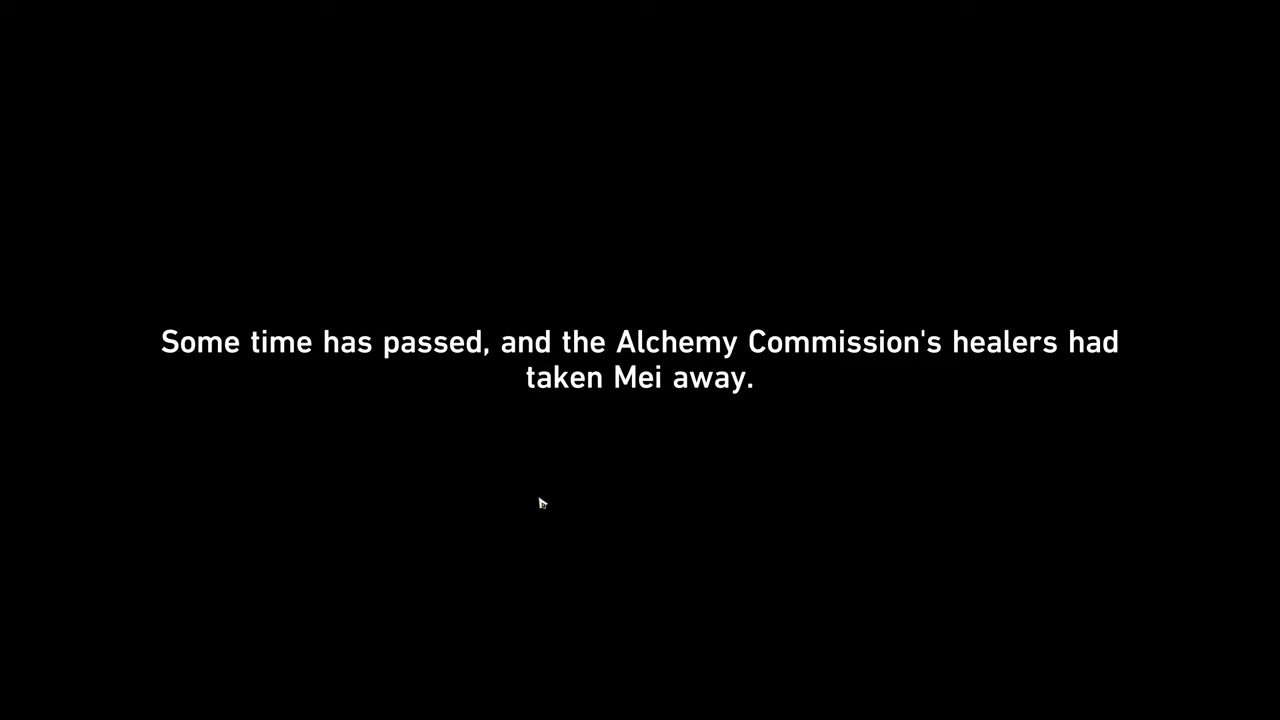 Some time has passed, and the Alchemy Commission's healers had
taken Mei away.